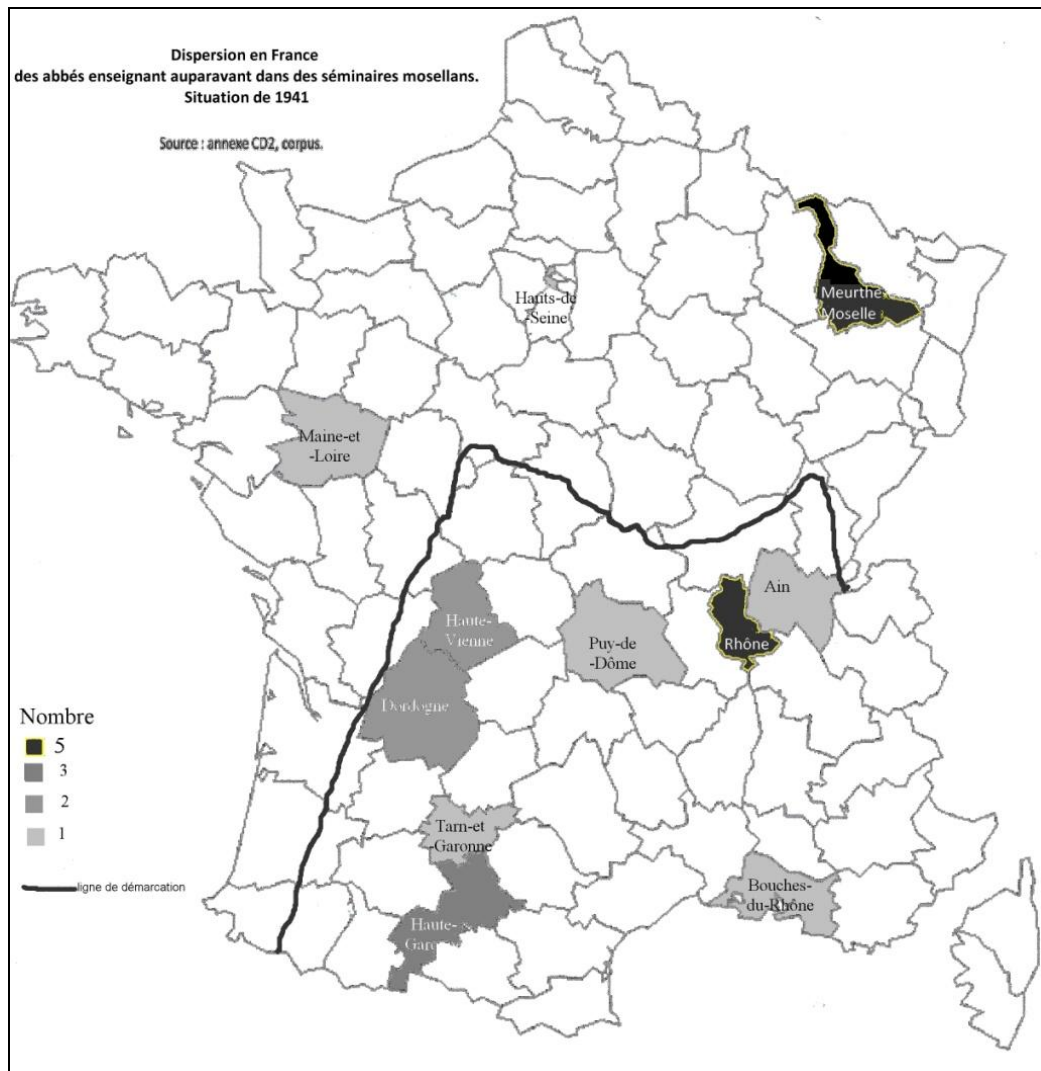 Dispersion en France
des abbés enseignant auparavant dans des séminaires mosellans.
Situation de 1941
Source : annexe CD2, corpus.
Meurthe
Moselle
Hauts-de
-Seine
Maine-et
-Loire
Ain
Haute-
Vienne
Rhône
Puy-de
-Dôme
Dordogne
Nombre
5
3
2
1
Tarn-et
-Garonne
ligne de démarcation
Bouches-
du-Rhône
Haute-
Garo